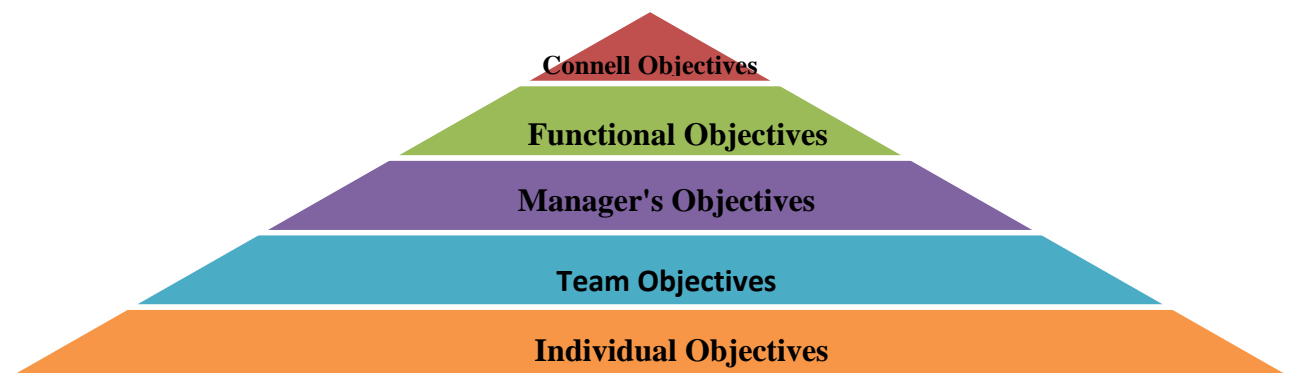 Connell Objectives
Functional Objectives
Manager's Objectives
Team Objectives
Individual Objectives